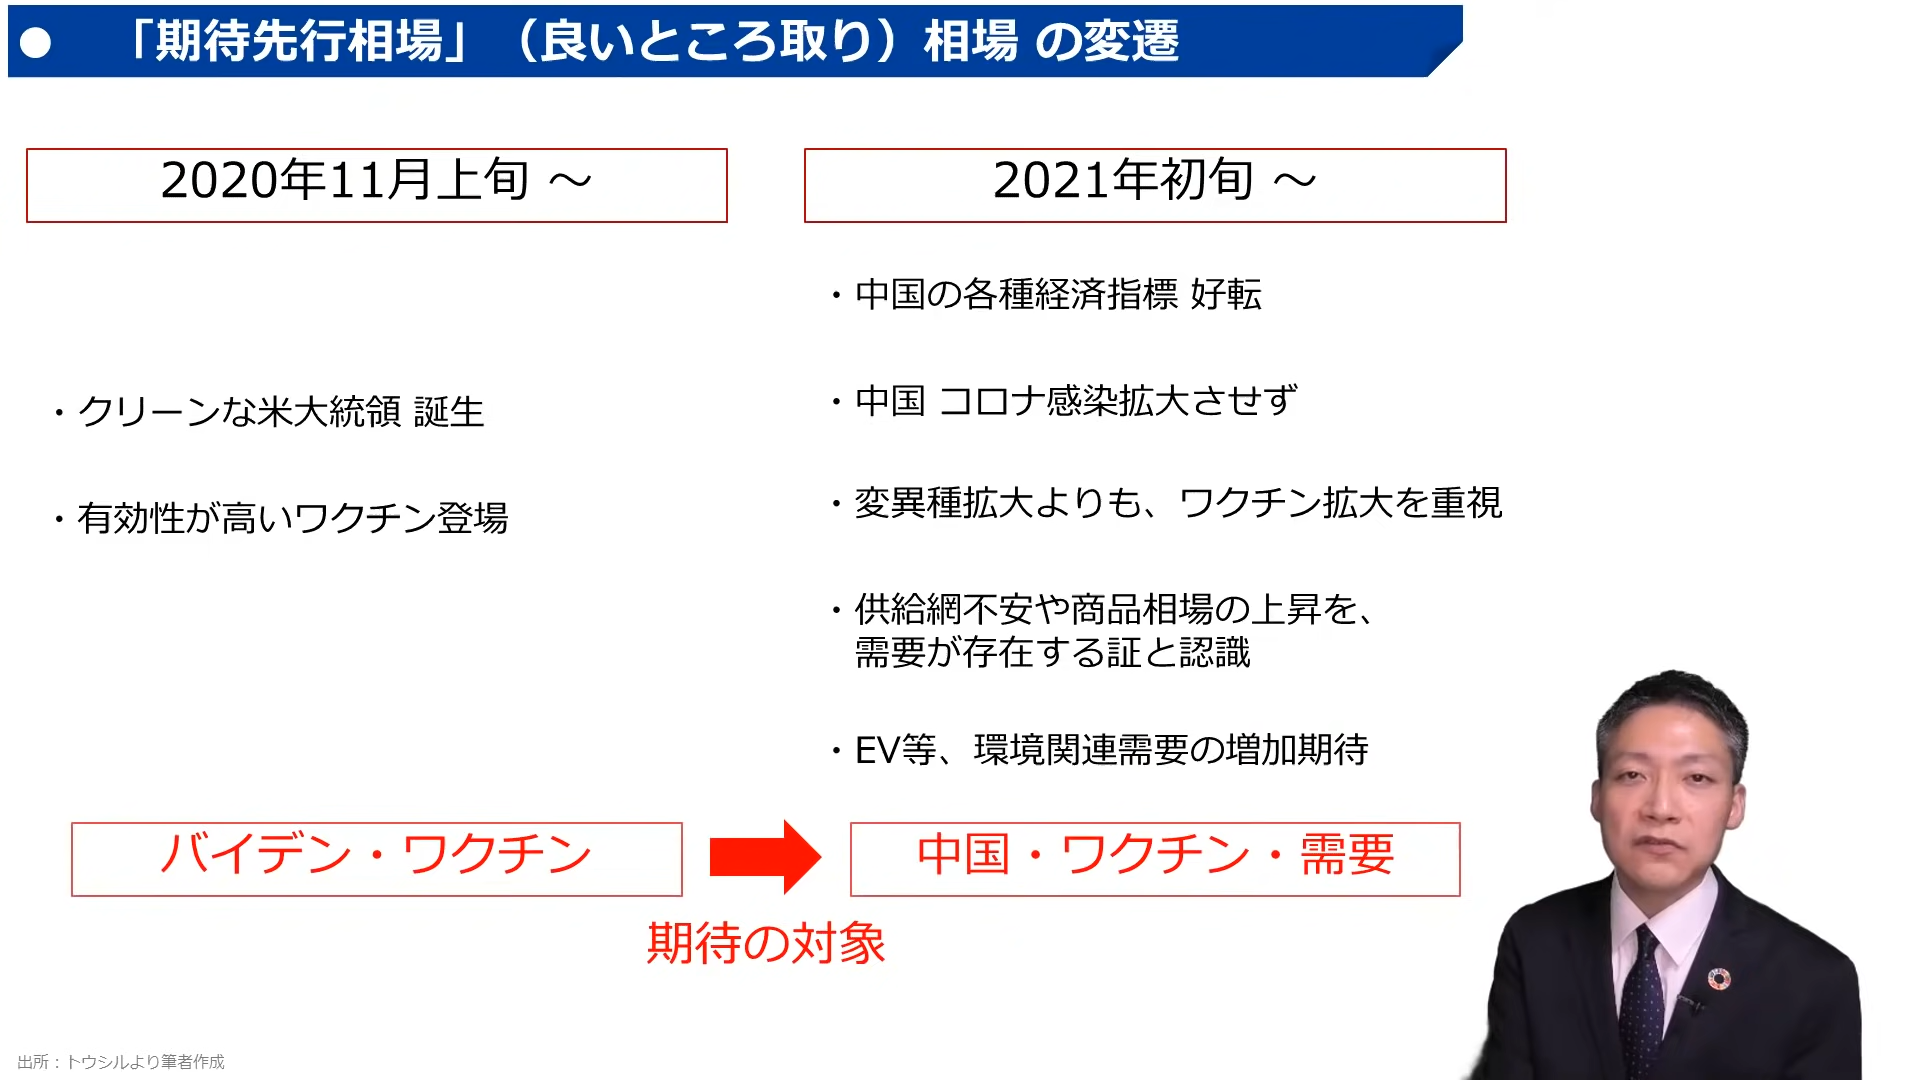 ● 「期待先行相場」（良いところ取り）相場 の変遷
2020年11月上旬 ～
・クリーンな米大統領 誕生
・有効性が高いワクチン登場
2021年初旬 ～
・中国の各種経済指標 好転
・中国 コロナ感染拡大させず
・変異種拡大よりも、ワクチン拡大を重視
・供給網不安や商品相場の上昇を、
需要が存在する証と認識
・EV等、環境関連需要の増加期待
バイデン・ワクチン
中国・ワクチン・需要
期待の対象
出所：トウシルより筆者作成